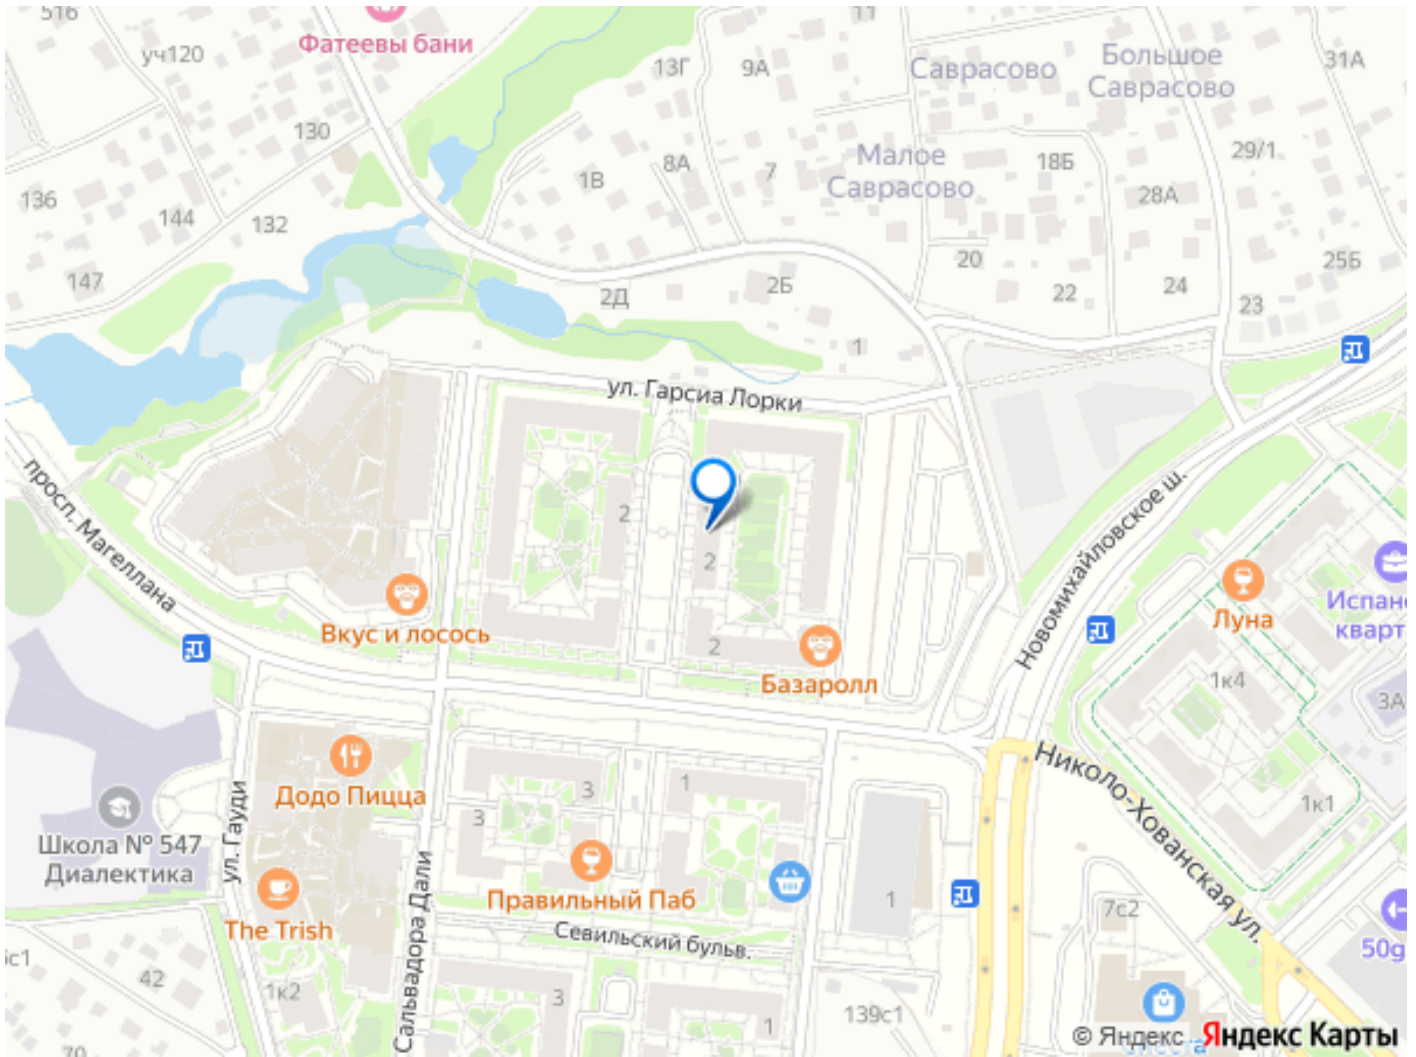 516
уч120
Фатеевы бани
11
13Г
9А
Саврасово
Большое
Саврасово
31А
130
136
144
132
1В
8А
7
Малое
Саврасово
18Б
28А
29/1
147
2Д
2Б
20
22
24
25Б
23
1
ул. Гарсиа Лорки
просп. Магеллана
2
2
2
Вкус и лосось
Базаролл
Новомихайловское ш.
Луна
Испанс
кварт
1к4
3А
Николо-Хованская ул.
1к1
Додо Пицца
3
3
1
Школа № 547
Диалектика
ул. Гауди
Сальвадора Дали
Правильный Паб
The Trish
Севильский бульв.
1
7с2
50g
с1
42
1к2
3
1
139с1
70
© Яндекс Яндекс Карты